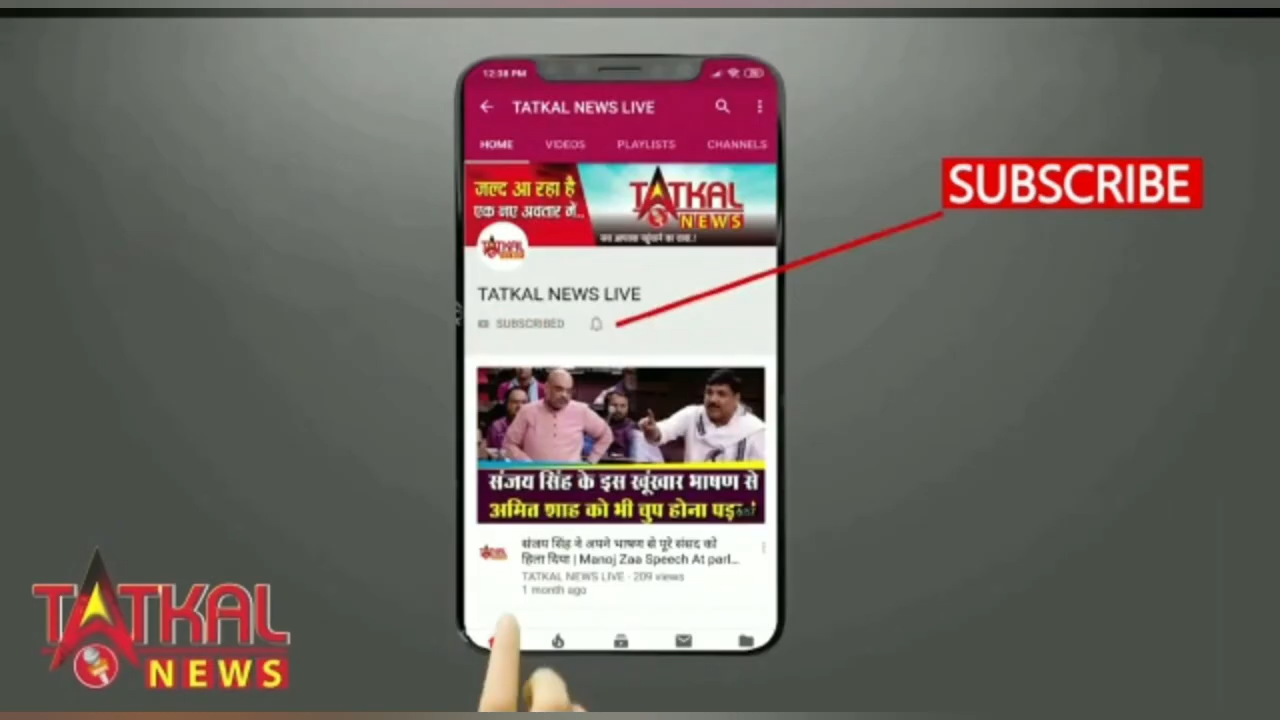 12:38 PM
TATKAL NEWS LIVE
HOME VIDEOS PLAYLISTS CHANNELS
जल्द आ रहा है
एक नए अवतार में..
TATKAL
NEWS
SUBSCRIBE
TATKAL NEWS LIVE
SUBSCRIBED
संजय सिंह के इस खूंखार भाषण से
अमित शाह को भी चुप होना पड़
संजय सिंह ने अपने भाषण से पूरे संसद को
हिला दिया | Manoj Zaa Speech At parl...
TATKAL NEWS LIVE · 209 views
1 month ago
TATKAL
NEWS